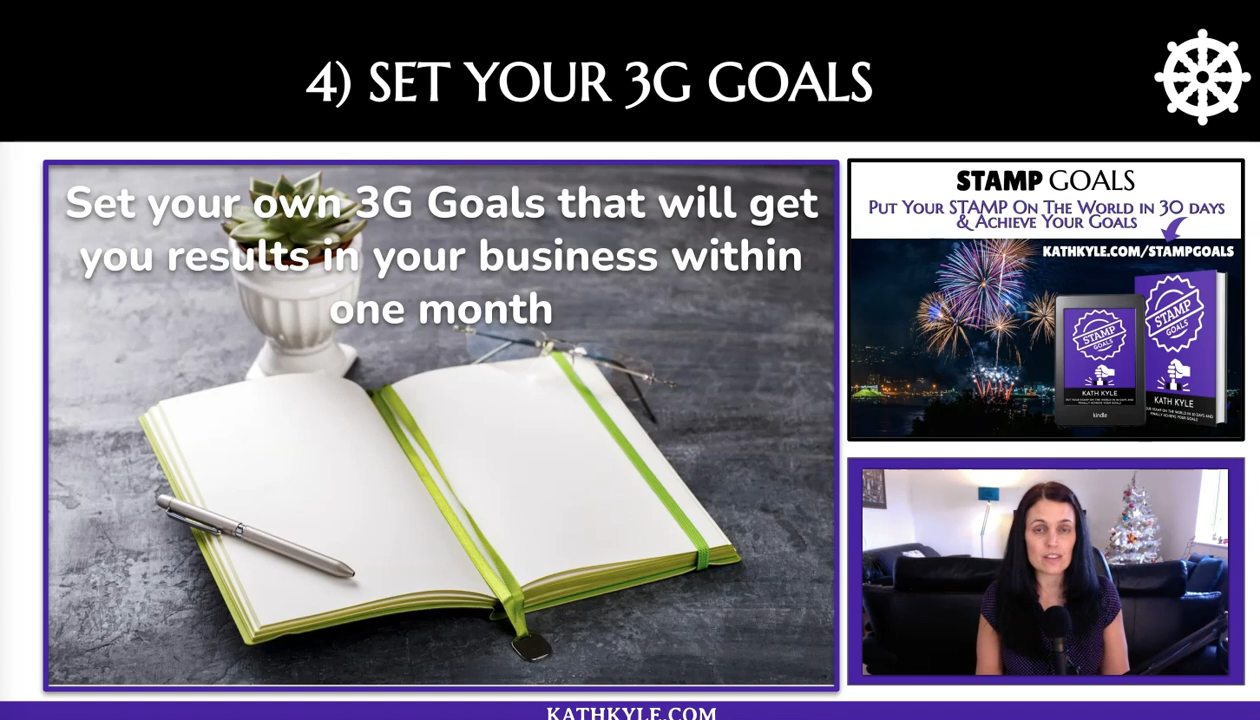 4) SET YOUR 3G GOALS
Set your own 3G Goals that will get
you results in your business within
one month
STAMP GOALS
PUT YOUR STAMP ON THE WORLD IN 30 DAYS
& ACHIEVE YOUR GOALS
KATHKYLE.COM/STAMPGOALS
STAMP
GOALS
KATH KYLE
kindle
STAMP
GOALS
KATH KYLE
KATHKYLE.COM